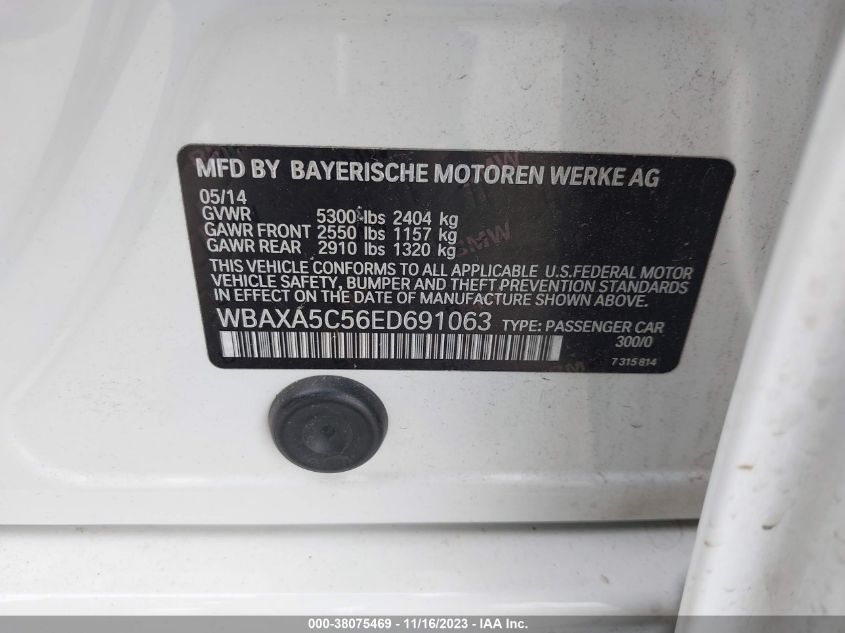 MFD BY BAYERISCHE MOTOREN WERKE AG
05/14
GVWR 5300 lbs 2404 kg
GAWR FRONT 2550 lbs 1157 kg
GAWR REAR 2910 lbs 1320 kg
THIS VEHICLE CONFORMS TO ALL APPLICABLE U.S.FEDERAL MOTOR
VEHICLE SAFETY, BUMPER AND THEFT PREVENTION STANDARDS
IN EFFECT ON THE DATE OF MANUFACTURE SHOWN ABOVE.
WBAXA5C56ED691063 TYPE: PASSENGER CAR
300/0
7315814
000-38075469 - 11/16/2023 - IAA Inc.